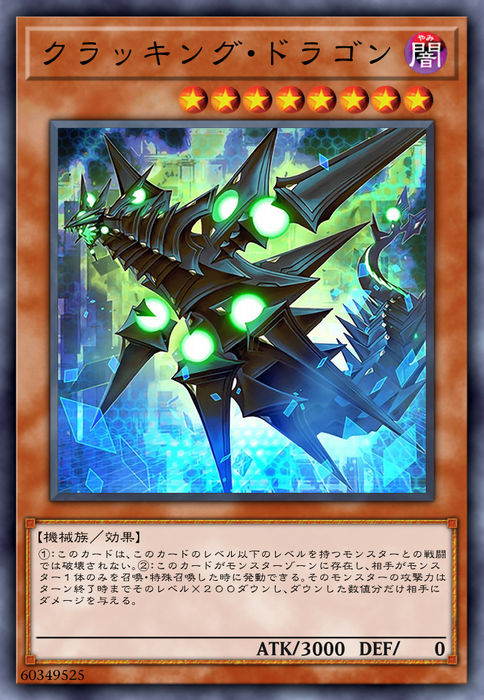 クラッキング・ドラゴン
やみ
闇
【機械族／効果】
①:このカードは、このカードのレベル以下のレベルを持つモンスターとの戦闘
では破壊されない。②:このカードがモンスターゾーンに存在し、相手がモンス
ター１体のみを召喚・特殊召喚した時に発動できる。そのモンスターの攻撃力は
ターン終了時までそのレベル×２００ダウンし、ダウンした数値分だけ相手に
ダメージを与える。
ATK/3000 DEF/ 0
60349525